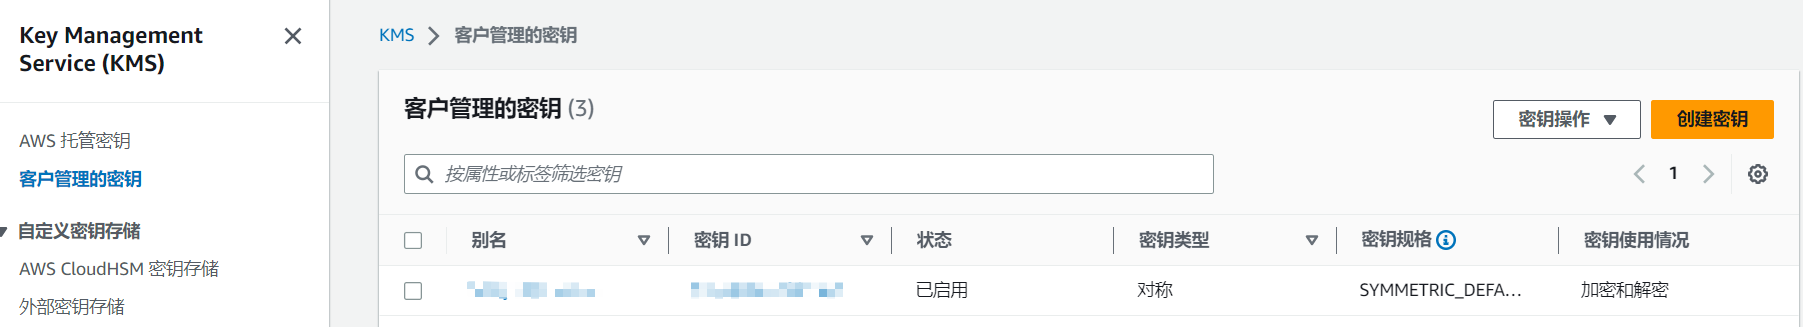 Key Management
Service (KMS)
AWS 托管密钥
客户管理的密钥
自定义密钥存储
AWS CloudHSM 密钥存储
外部密钥存储
KMS 客户管理的密钥
客户管理的密钥 (3)
密钥操作
创建密钥
按属性或标签筛选密钥
1
别名 密钥 ID 状态 密钥类型 密钥规格 密钥使用情况
已启用 对称 SYMMETRIC_DEFA... 加密和解密